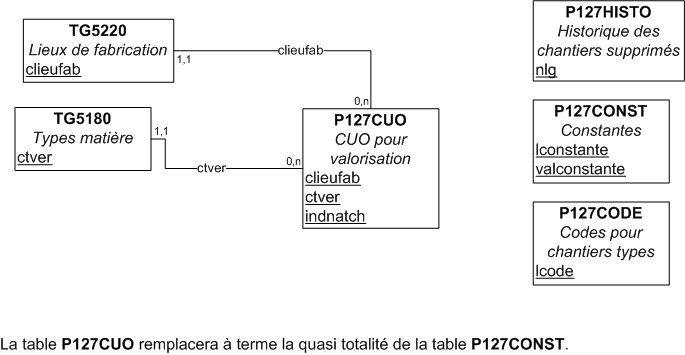 TG5220
Lieux de fabrication
clieufab
1,1
clieufab
0,n
TG5180
Types matière
ctver
1,1
ctver
0,n
P127CUO
CUO pour
valorisation
clieufab
ctver
indnatch
P127HISTO
Historique des
chantiers supprimés
nlg
P127CONST
Constantes
lconstante
valconstante
P127CODE
Codes pour
chantiers types
lcode
La table P127CUO remplacera à terme la quasi totalité de la table P127CONST.